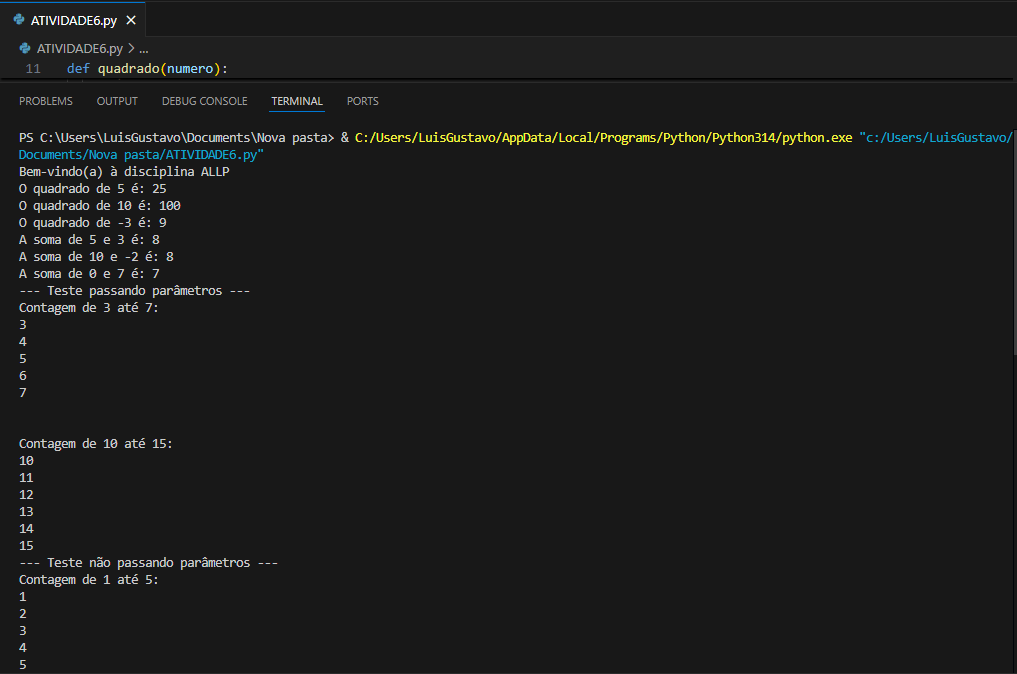 ATIVIDADE6.py ×
ATIVIDADE6.py > ...
11 def quadrado(numero):
PROBLEMS OUTPUT DEBUG CONSOLE TERMINAL PORTS
PS C:\Users\LuisGustavo\Documents\Nova pasta> & C:/Users/LuisGustavo/AppData/Local/Programs/Python/Python314/python.exe "c:/Users/LuisGustavo/
Documents/Nova pasta/ATIVIDADE6.py"
Bem-vindo(a) à disciplina ALLP
O quadrado de 5 é: 25
O quadrado de 10 é: 100
O quadrado de -3 é: 9
A soma de 5 e 3 é: 8
A soma de 10 e -2 é: 8
A soma de 0 e 7 é: 7
--- Teste passando parâmetros ---
Contagem de 3 até 7:
3
4
5
6
7
Contagem de 10 até 15:
10
11
12
13
14
15
--- Teste não passando parâmetros ---
Contagem de 1 até 5:
1
2
3
4
5